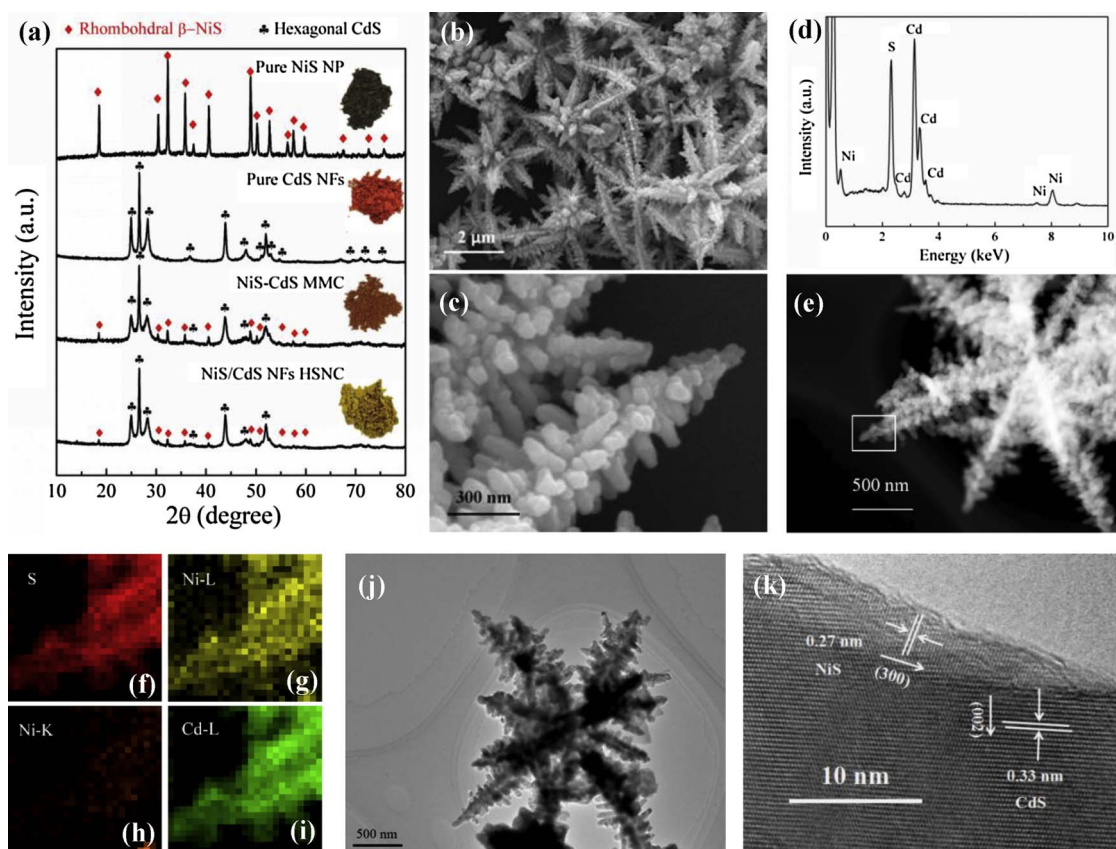 (a)
♦ Rhombohdral β–NiS ♣ Hexagonal CdS
Pure NiS NP
Pure CdS NFs
NiS-CdS MMC
NiS/CdS NFs HSNC
Intensity (a.u.)
10 20 30 40 50 60 70 80
2θ (degree)
(b)
2 μm
(c)
300 nm
(d)
Intensity (a.u.)
Ni
S
Cd
Cd
Cd
Cd
Ni
Ni
0 2 4 6 8 10
Energy (keV)
(e)
500 nm
S
(f)
Ni-L
(g)
Ni-K
(h)
Cd-L
(i)
(j)
500 nm
(k)
0.27 nm
NiS
(300)
(002)
0.33 nm
CdS
10 nm